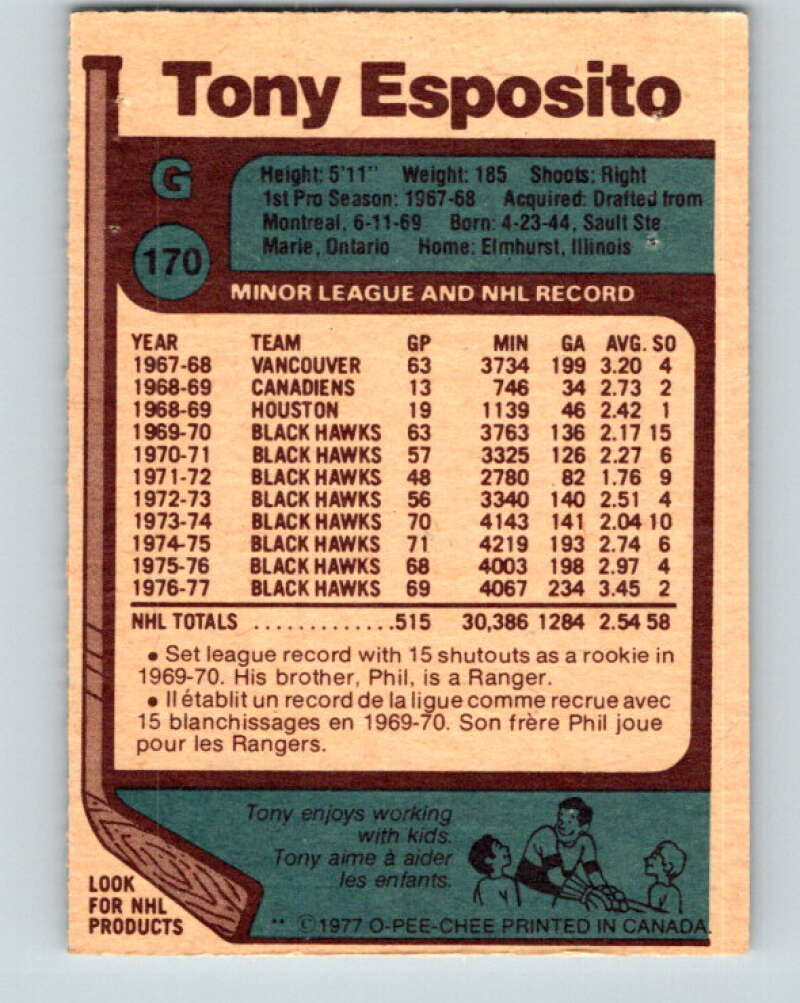 Tony Esposito
G
170
Height: 5'11" Weight: 185 Shoots: Right
1st Pro Season: 1967-68 Acquired: Drafted from
Montreal, 6-11-69 Born: 4-23-44, Sault Ste
Marie, Ontario Home: Elmhurst, Illinois
MINOR LEAGUE AND NHL RECORD
YEAR TEAM GP MIN GA AVG. SO
1967-68 VANCOUVER 63 3734 199 3.20 4
1968-69 CANADIENS 13 746 34 2.73 2
1968-69 HOUSTON 19 1139 46 2.42 1
1969-70 BLACK HAWKS 63 3763 136 2.17 15
1970-71 BLACK HAWKS 57 3325 126 2.27 6
1971-72 BLACK HAWKS 48 2780 82 1.76 9
1972-73 BLACK HAWKS 56 3340 140 2.51 4
1973-74 BLACK HAWKS 70 4143 141 2.04 10
1974-75 BLACK HAWKS 71 4219 193 2.74 6
1975-76 BLACK HAWKS 68 4003 198 2.97 4
1976-77 BLACK HAWKS 69 4067 234 3.45 2
NHL TOTALS .............515 30,386 1284 2.54 58
• Set league record with 15 shutouts as a rookie in
1969-70. His brother, Phil, is a Ranger.
• Il établit un record de la ligue comme recrue avec
15 blanchissages en 1969-70. Son frère Phil joue
pour les Rangers.
Tony enjoys working
with kids.
Tony aime à aider
les enfants.
LOOK
FOR NHL
PRODUCTS
** © 1977 O-PEE-CHEE PRINTED IN CANADA.